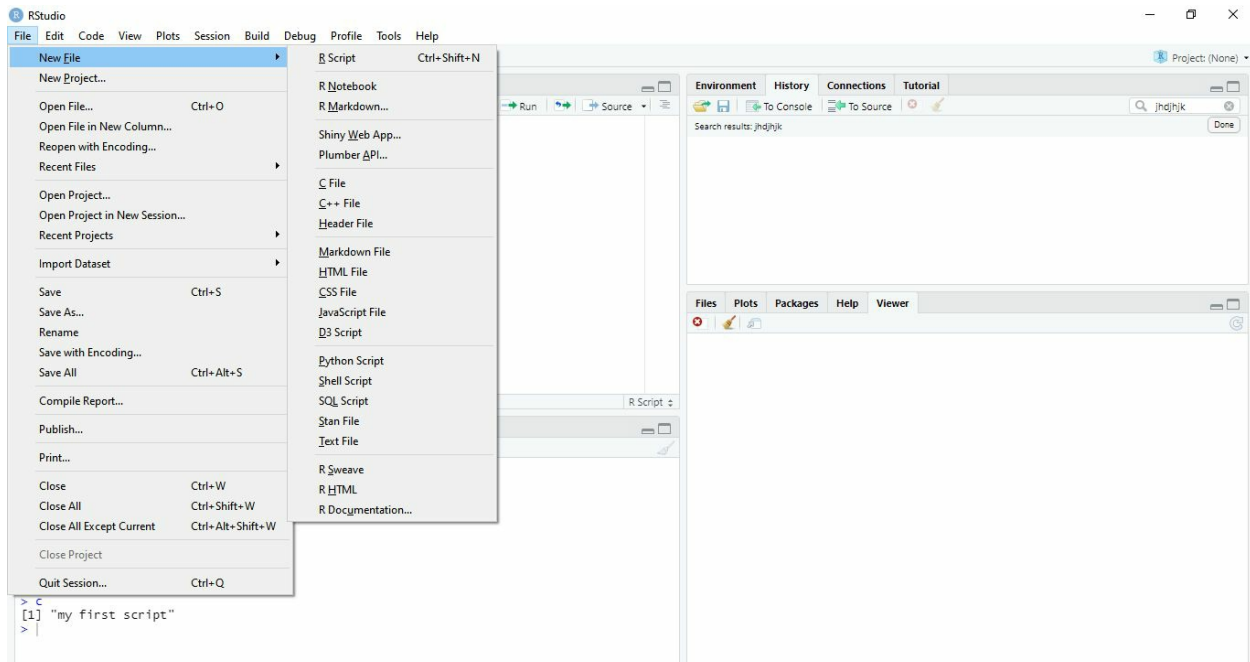 RStudio
File Edit Code View Plots Session Build Debug Profile Tools Help
New File
New Project...
Open File... Ctrl+O
Open File in New Column...
Reopen with Encoding...
Recent Files
Open Project...
Open Project in New Session...
Recent Projects
Import Dataset
Save Ctrl+S
Save As...
Rename
Save with Encoding...
Save All Ctrl+Alt+S
Compile Report...
Publish...
Print...
Close Ctrl+W
Close All Ctrl+Shift+W
Close All Except Current Ctrl+Alt+Shift+W
Close Project
Quit Session... Ctrl+Q
R Script Ctrl+Shift+N
R Notebook
R Markdown...
Shiny Web App...
Plumber API...
C File
C++ File
Header File
Markdown File
HTML File
CSS File
JavaScript File
D3 Script
Python Script
Shell Script
SQL Script
Stan File
Text File
R Sweave
R HTML
R Documentation...
Run Source
R Script
> c
[1] "my first script"
>
Project: (None)
Environment History Connections Tutorial
To Console To Source jhdjhjk
Search results: jhdjhjk Done
Files Plots Packages Help Viewer